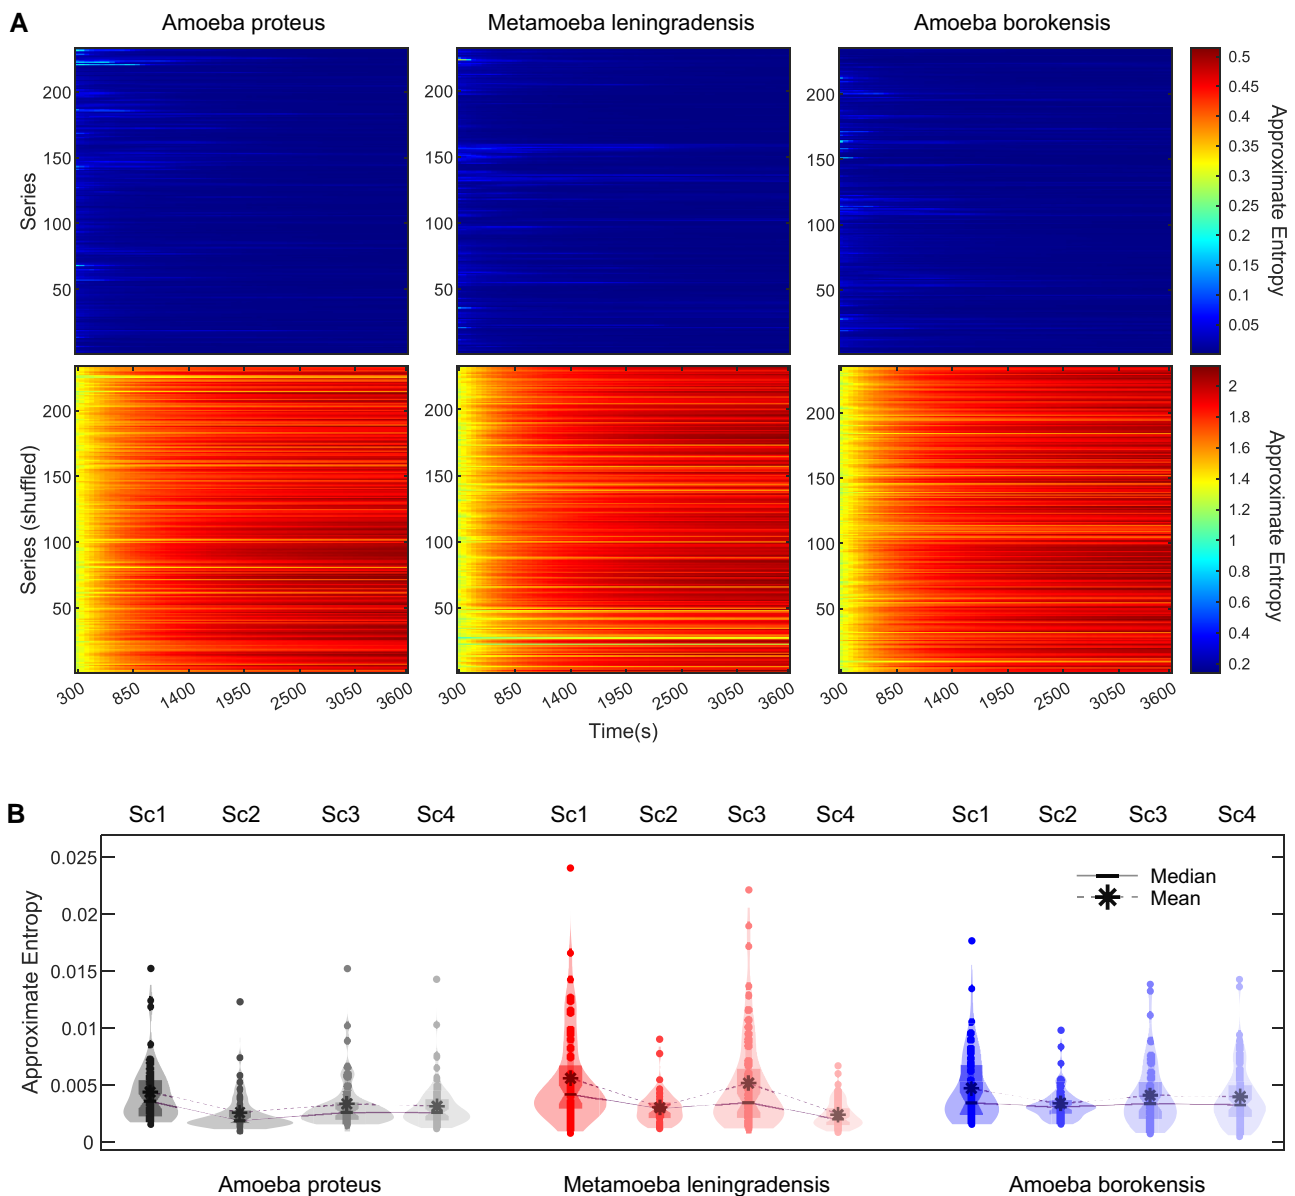 A
Amoeba proteus
Metamoeba leningradensis
Amoeba borokensis
Series
200
150
100
50
200
150
100
50
200
150
100
50
0.5
0.45
0.4
0.35
0.3
0.25
0.2
0.15
0.1
0.05
Approximate Entropy
Series (shuffled)
200
150
100
50
200
150
100
50
200
150
100
50
2
1.8
1.6
1.4
1.2
1
0.8
0.6
0.4
0.2
Approximate Entropy
300 850 1400 1950 2500 3050 3600
300 850 1400 1950 2500 3050 3600
300 850 1400 1950 2500 3050 3600
Time(s)
B
Sc1 Sc2 Sc3 Sc4
Sc1 Sc2 Sc3 Sc4
Sc1 Sc2 Sc3 Sc4
Approximate Entropy
0.025
0.02
0.015
0.01
0.005
0
Median
Mean
Amoeba proteus
Metamoeba leningradensis
Amoeba borokensis